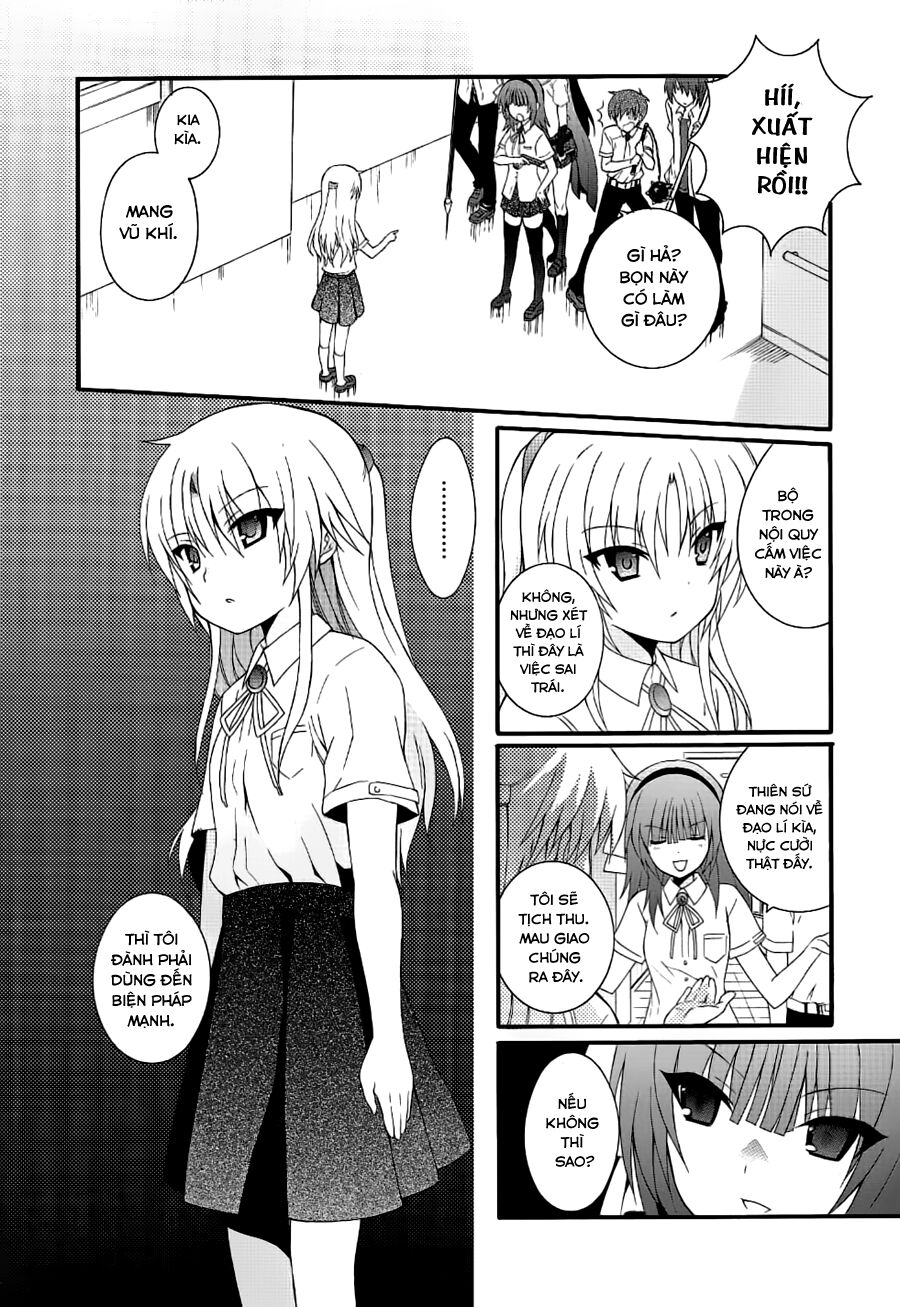 HÍÍ,
XUẤT
HIỆN
RỒI!!!
GÌ HẢ?
BỌN NÀY
CÓ LÀM
GÌ ĐÂU?
KIA
KÌA.
MANG
VŨ KHÍ.
BỘ
TRONG
NỘI QUY
CẤM VIỆC
NÀY À?
KHÔNG,
NHƯNG XÉT
VỀ ĐẠO LÍ
THÌ ĐÂY LÀ
VIỆC SAI
TRÁI.
THIÊN SỨ
ĐANG NÓI VỀ
ĐẠO LÍ KÌA,
NỰC CƯỜI
THẬT ĐẤY.
TÔI SẼ
TỊCH THU.
MAU GIAO
CHÚNG
RA ĐÂY.
NẾU
KHÔNG
THÌ
SAO?
.........
THÌ TÔI
ĐÀNH PHẢI
DÙNG ĐẾN
BIỆN PHÁP
MẠNH.